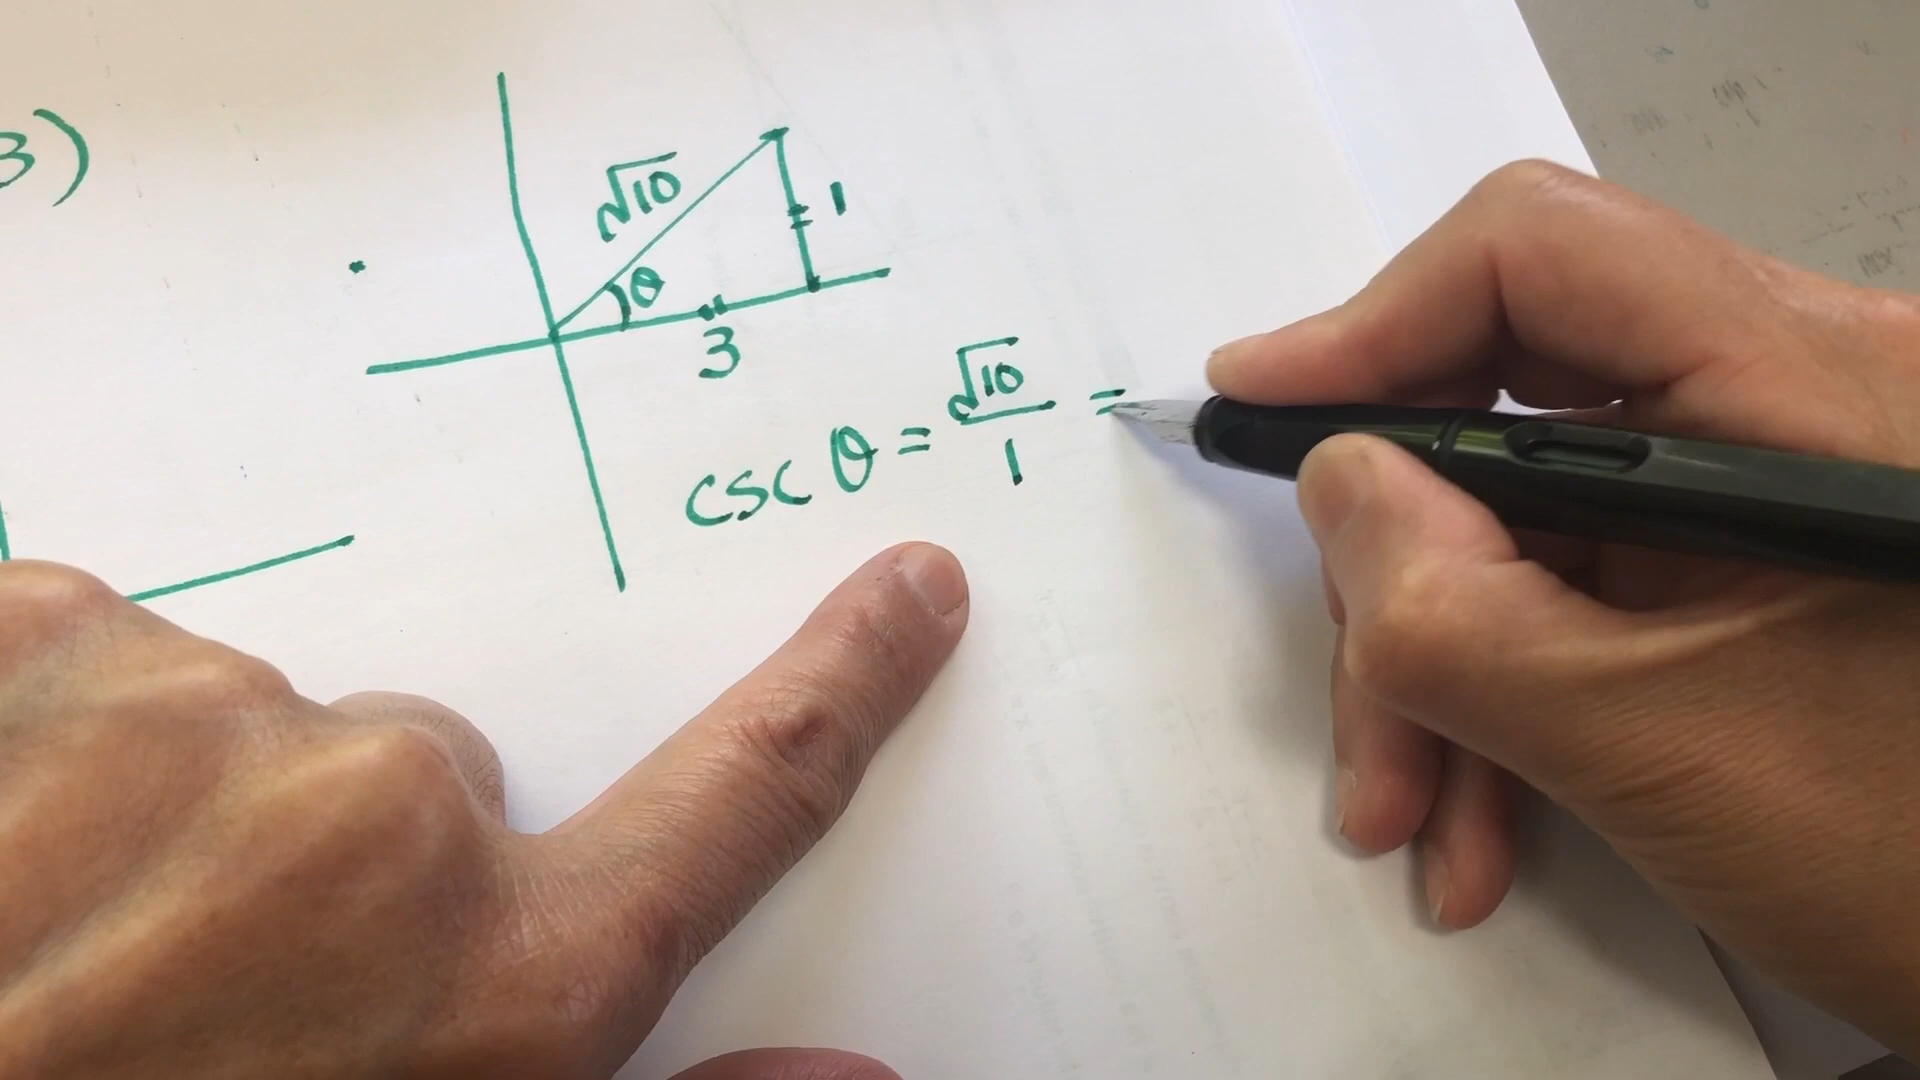 3)
√10
1
θ
3
csc θ = √10/1 =